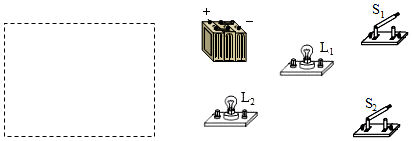 + −
S₁
L₁
L₂
S₂